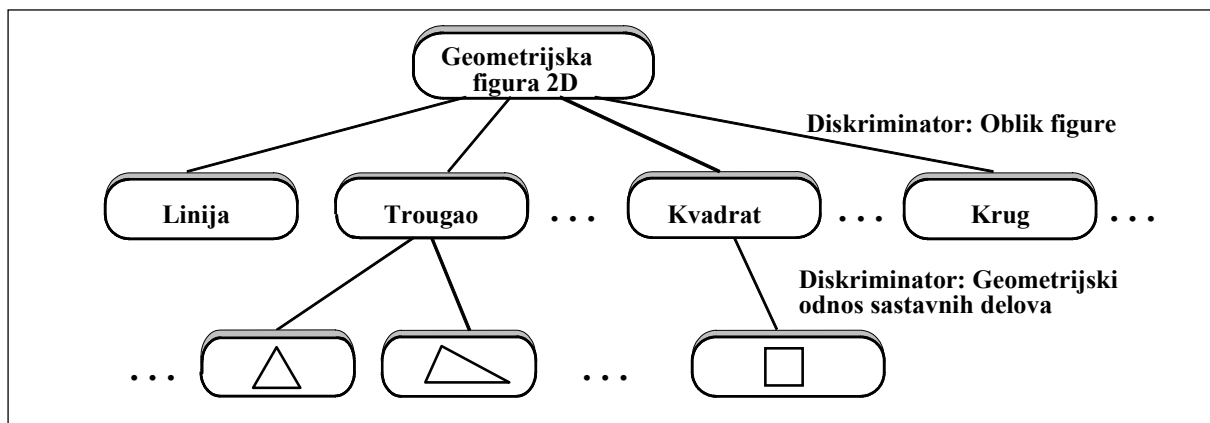 Geometrijska
figura 2D
Diskriminator: Oblik figure
Linija
Trougao
. . .
Kvadrat
. . .
Krug
. . .
Diskriminator: Geometrijski
odnos sastavnih delova
. . .
. . .